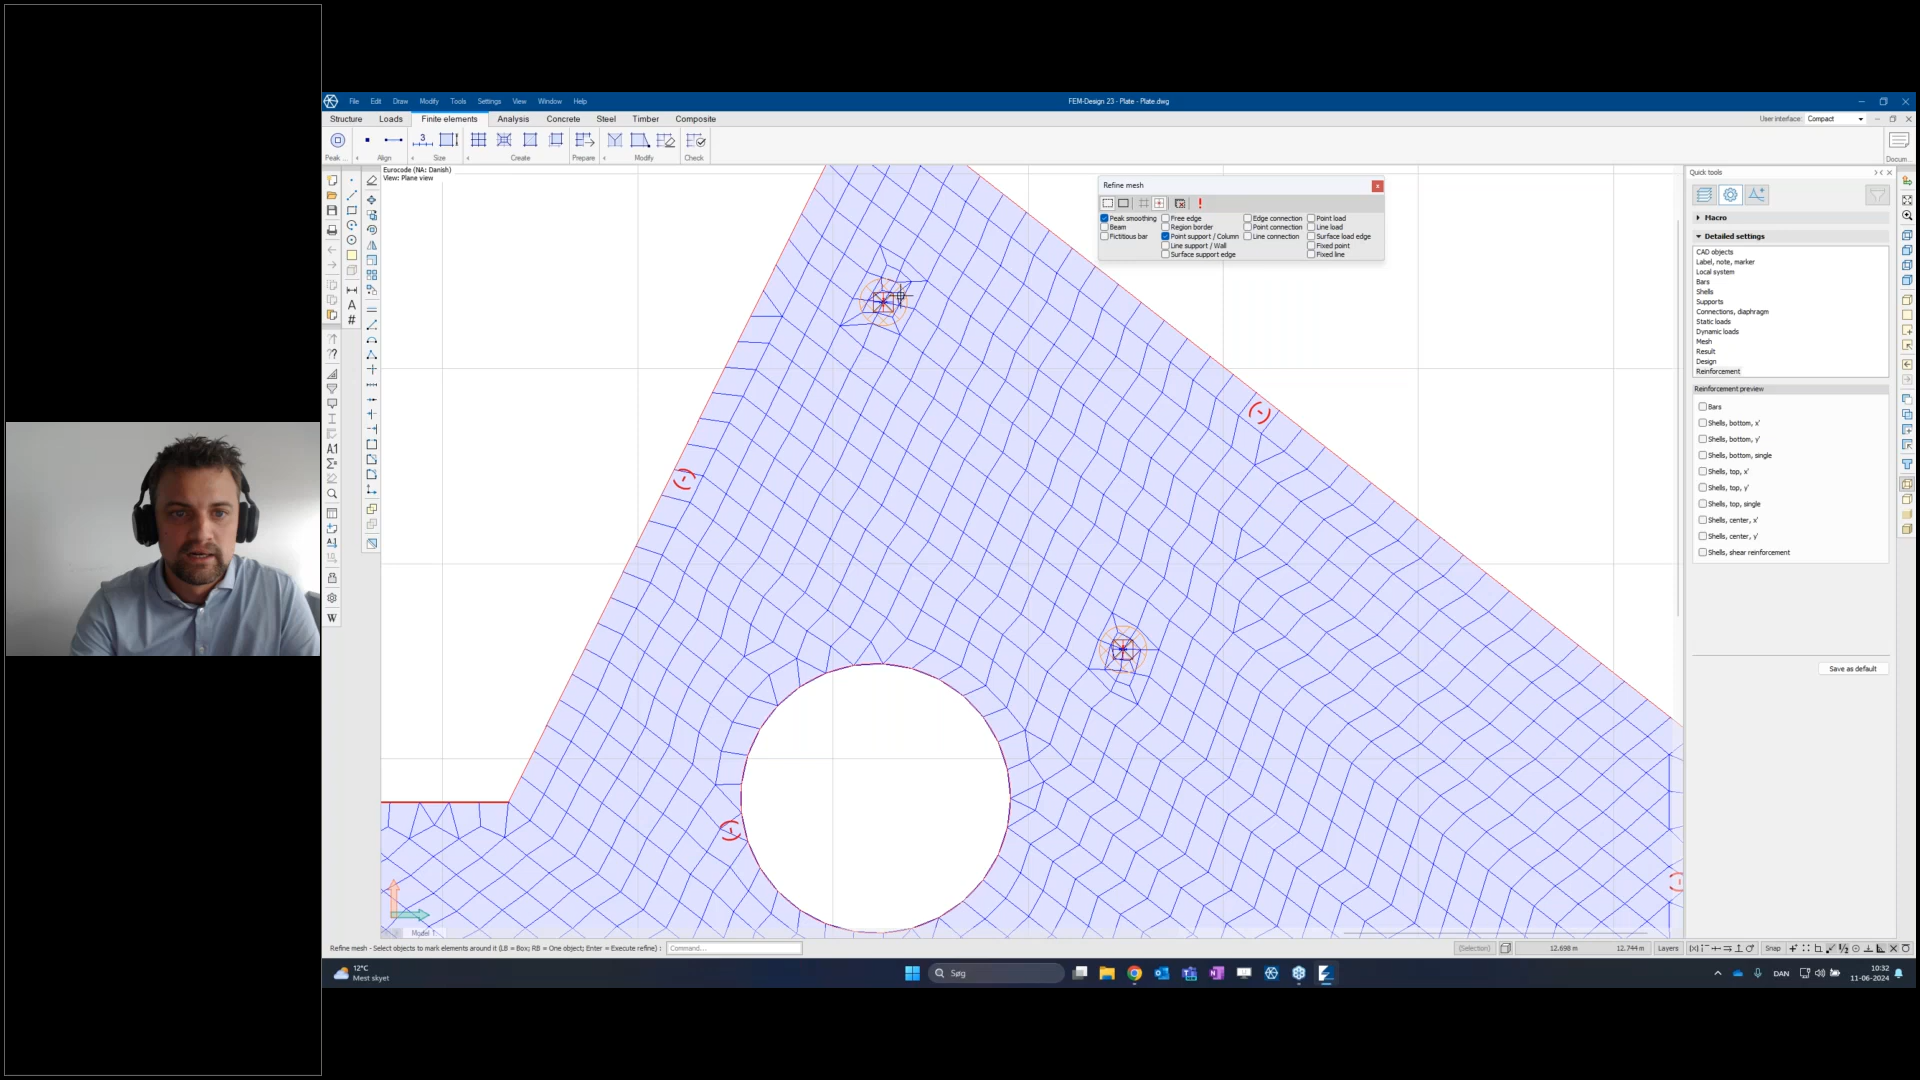 File Edit Draw Modify Tools Settings View Window Help
FEM-Design 23 - Plate - Plate.dwg
Structure Loads Finite elements Analysis Concrete Steel Timber Composite
User interface: Compact
Peak ... Align Size Create Prepare Modify Check
Docum...
Eurocode (NA: Danish)
View: Plane view
Refine mesh
Peak smoothing Free edge Edge connection Point load
Beam Region border Point connection Line load
Fictitious bar Point support / Column Line connection Surface load edge
Line support / Wall Fixed point
Surface support edge Fixed line
Quick tools
Macro
Detailed settings
CAD objects
Label, note, marker
Local system
Bars
Shells
Supports
Connections, diaphragm
Static loads
Dynamic loads
Mesh
Result
Design
Reinforcement
Reinforcement preview
Bars
Shells, bottom, x'
Shells, bottom, y'
Shells, bottom, single
Shells, top, x'
Shells, top, y'
Shells, top, single
Shells, center, x'
Shells, center, y'
Shells, shear reinforcement
Save as default
Model 1
Refine mesh - Select objects to mark elements around it (LB = Box; RB = One object; Enter = Execute refine) : Command...
(Selection) 12.698 m 12.744 m Layers Snap
12°C
Mest skyet
Søg
DAN
10:32
11-06-2024